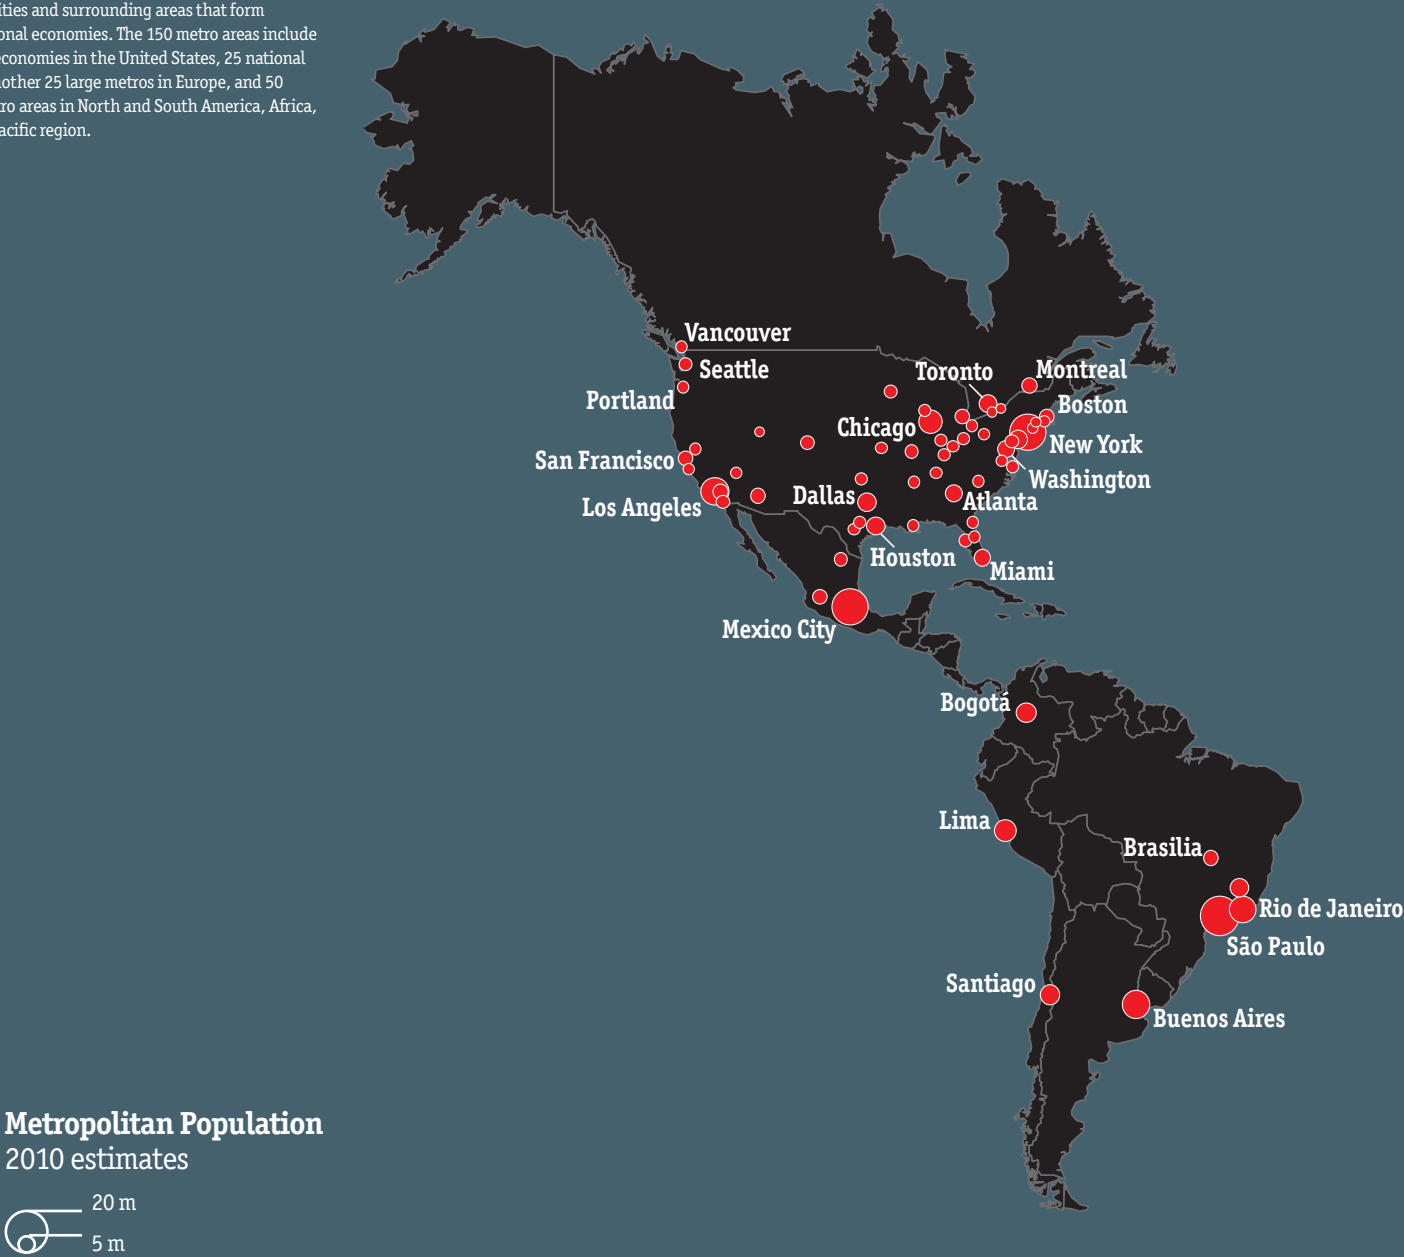 ities and surrounding areas that form
onal economies. The 150 metro areas include
economies in the United States, 25 national
nother 25 large metros in Europe, and 50
ro areas in North and South America, Africa,
acific region.
Vancouver
Seattle
Toronto
Montreal
Portland
Boston
Chicago
New York
San Francisco
Washington
Dallas
Atlanta
Los Angeles
Houston
Miami
Mexico City
Bogotá
Lima
Brasilia
Rio de Janeiro
São Paulo
Santiago
Buenos Aires
Metropolitan Population
2010 estimates
20 m
5 m